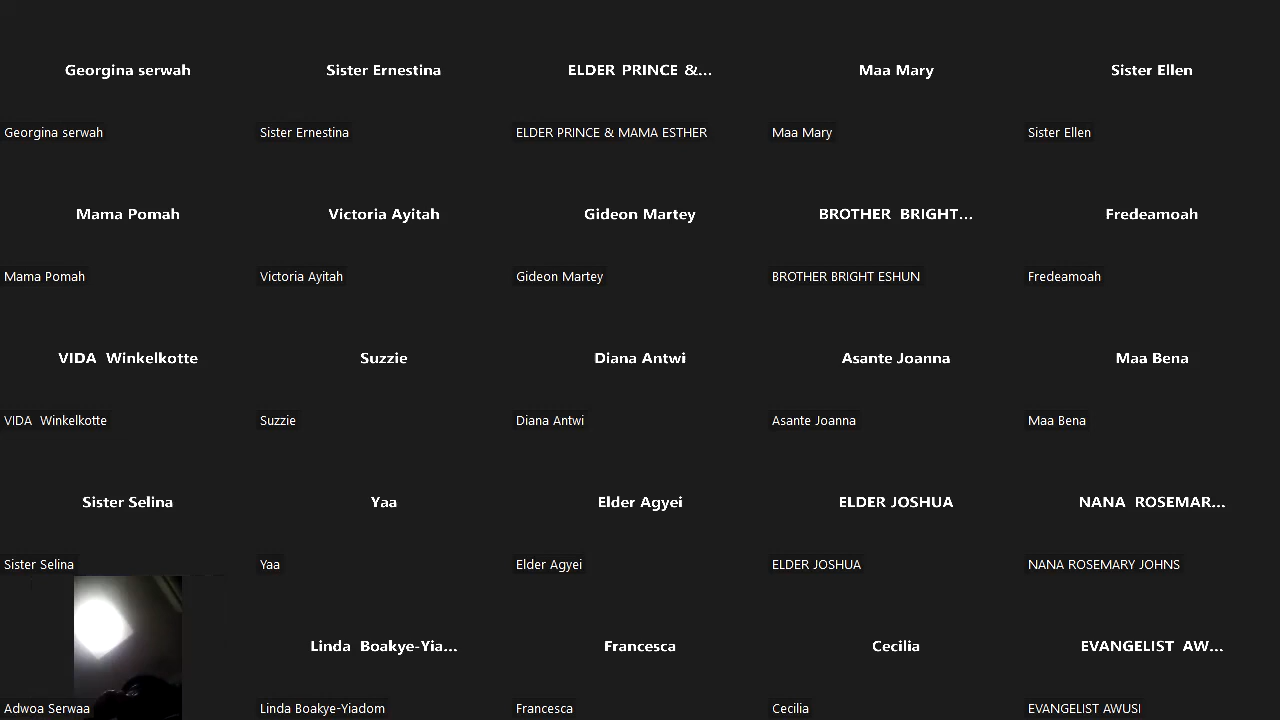 Georgina serwah
Sister Ernestina
ELDER PRINCE &...
Maa Mary
Sister Ellen
Georgina serwah
Sister Ernestina
ELDER PRINCE & MAMA ESTHER
Maa Mary
Sister Ellen
Mama Pomah
Victoria Ayitah
Gideon Martey
BROTHER BRIGHT...
Fredeamoah
Mama Pomah
Victoria Ayitah
Gideon Martey
BROTHER BRIGHT ESHUN
Fredeamoah
VIDA Winkelkotte
Suzzie
Diana Antwi
Asante Joanna
Maa Bena
VIDA Winkelkotte
Suzzie
Diana Antwi
Asante Joanna
Maa Bena
Sister Selina
Yaa
Elder Agyei
ELDER JOSHUA
NANA ROSEMAR...
Sister Selina
Yaa
Elder Agyei
ELDER JOSHUA
NANA ROSEMARY JOHNS
Linda Boakye-Yia...
Francesca
Cecilia
EVANGELIST AW...
Adwoa Serwaa
Linda Boakye-Yiadom
Francesca
Cecilia
EVANGELIST AWUSI